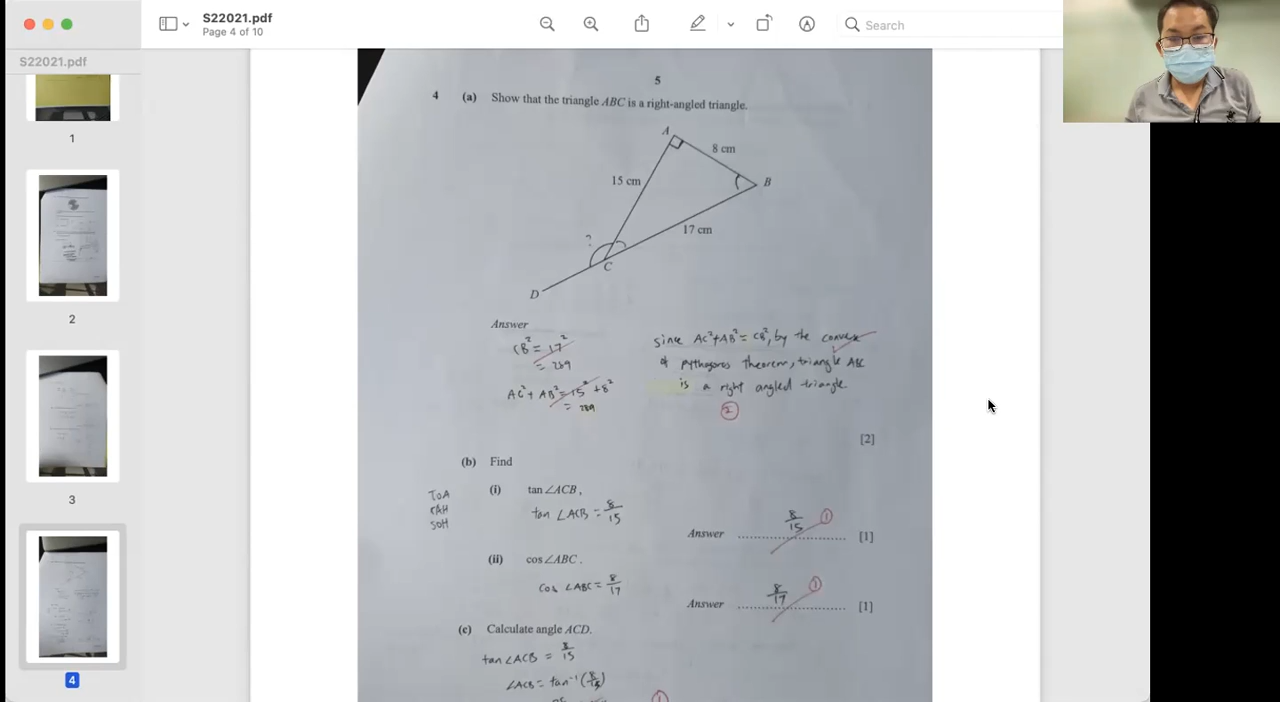 S22021.pdf
Page 4 of 10
Search
S22021.pdf
1
2
3
4
5
4 (a) Show that the triangle ABC is a right-angled triangle.
A
8 cm
15 cm
B
17 cm
?
C
D
Answer
CB² = 17²
= 289
AC² + AB² = 15² + 8²
= 289
since AC²+AB² = CB², by the converse
of pythagoras theorem, triangle ABC
is a right angled triangle
2
[2]
(b) Find
TOA
CAH
SOH
(i) tan ∠ACB,
tan ∠ACB = 8/15
8/15 1
Answer [1]
(ii) cos ∠ABC.
cos ∠ABC = 8/17
8/17 1
Answer [1]
(c) Calculate angle ACD.
tan ∠ACB = 8/15
∠ACB = tan⁻¹(8/15)
1